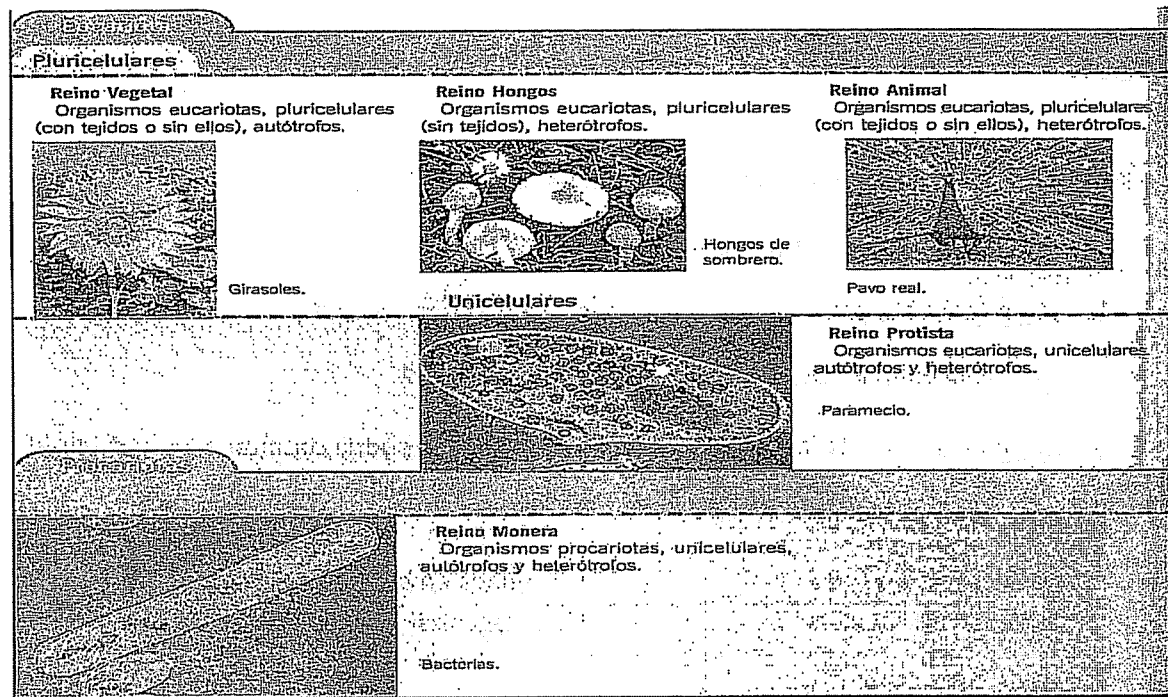 Eucariotas
Pluricelulares
Reino Vegetal
Organismos eucariotas, pluricelulares
(con tejidos o sin ellos), autótrofos.
Girasoles.
Reino Hongos
Organismos eucariotas, pluricelulares
(sin tejidos), heterótrofos.
Hongos de
sombrero.
Reino Animal
Organismos eucariotas, pluricelulares
(con tejidos o sin ellos), heterótrofos.
Pavo real.
Unicelulares
Reino Protista
Organismos eucariotas, unicelulares
autótrofos y heterótrofos.
Paramecio.
Procariotas
Reino Monera
Organismos procariotas, unicelulares,
autótrofos y heterótrofos.
Bacterias.